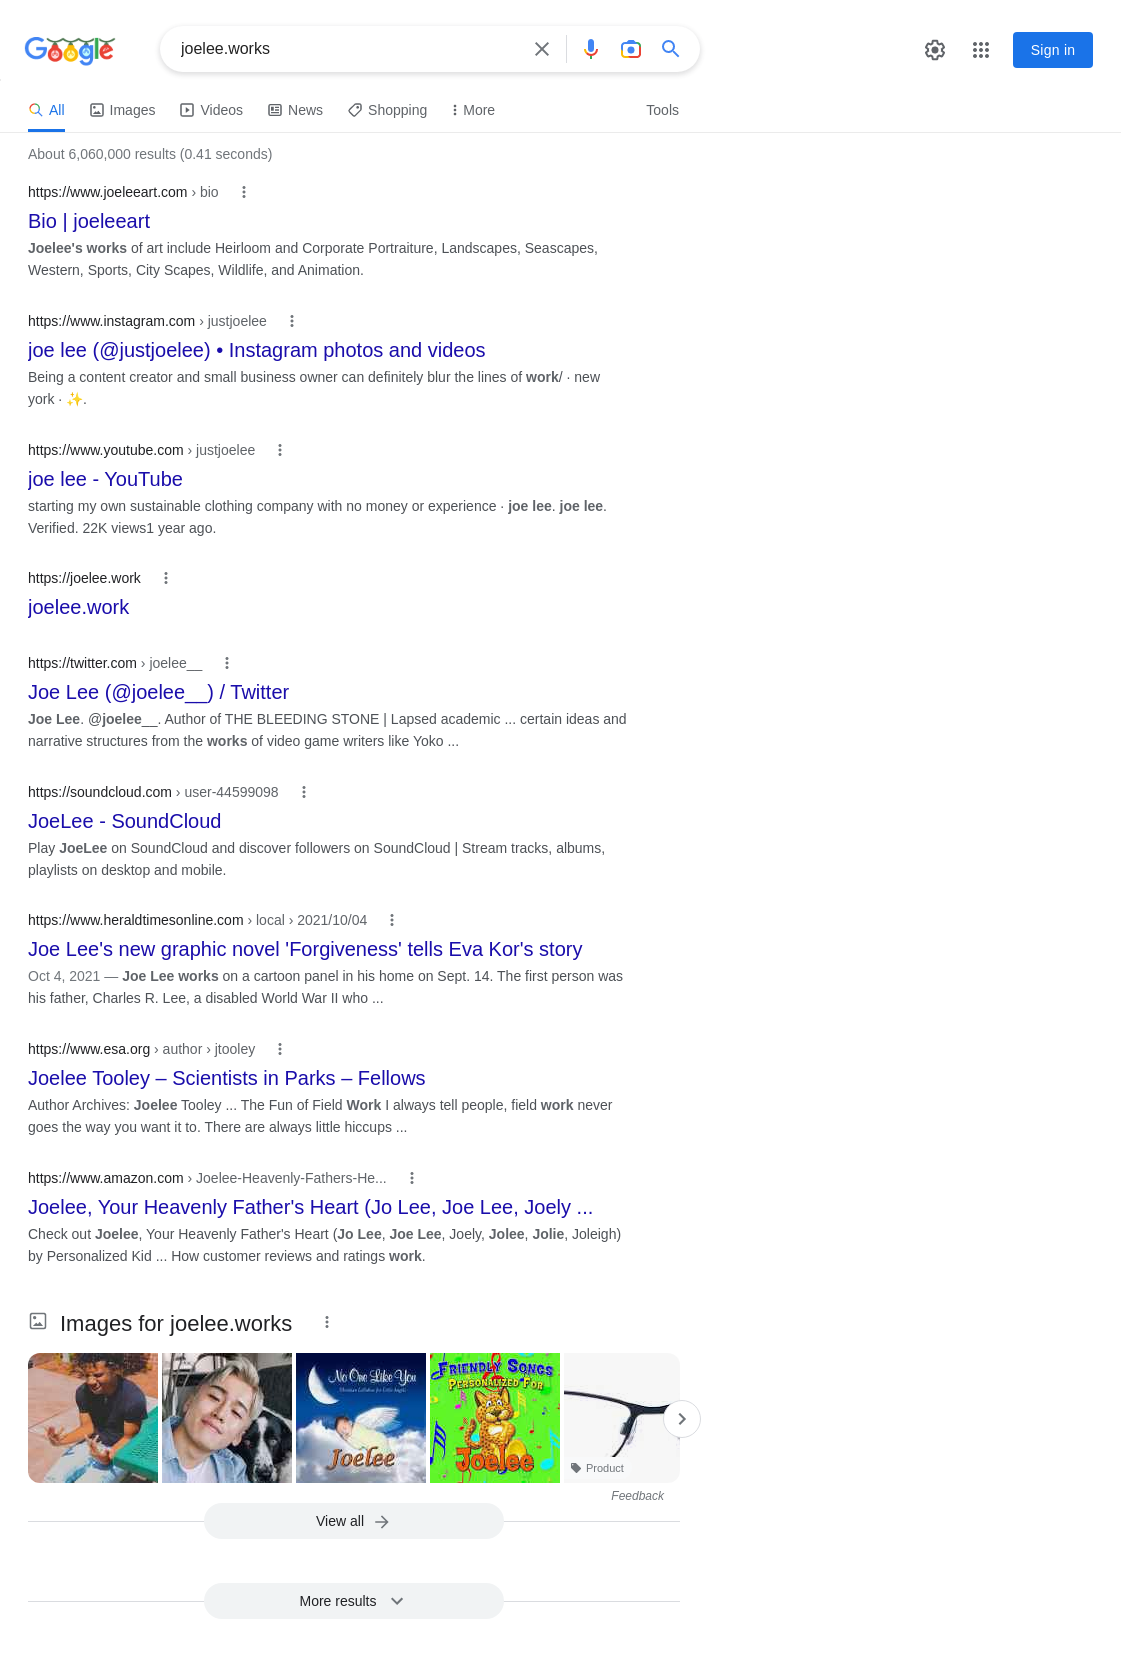 Google
joelee.works
Sign in
All
Images
Videos
News
Shopping
More
Tools
About 6,060,000 results (0.41 seconds)
https://www.joeleeart.com › bio
Bio | joeleeart
Joelee's works of art include Heirloom and Corporate Portraiture, Landscapes, Seascapes,
Western, Sports, City Scapes, Wildlife, and Animation.
https://www.instagram.com › justjoelee
joe lee (@justjoelee) • Instagram photos and videos
Being a content creator and small business owner can definitely blur the lines of work/ · new
york · ✨.
https://www.youtube.com › justjoelee
joe lee - YouTube
starting my own sustainable clothing company with no money or experience · joe lee. joe lee.
Verified. 22K views1 year ago.
https://joelee.work
joelee.work
https://twitter.com › joelee__
Joe Lee (@joelee__) / Twitter
Joe Lee. @joelee__. Author of THE BLEEDING STONE | Lapsed academic ... certain ideas and
narrative structures from the works of video game writers like Yoko ...
https://soundcloud.com › user-44599098
JoeLee - SoundCloud
Play JoeLee on SoundCloud and discover followers on SoundCloud | Stream tracks, albums,
playlists on desktop and mobile.
https://www.heraldtimesonline.com › local › 2021/10/04
Joe Lee's new graphic novel 'Forgiveness' tells Eva Kor's story
Oct 4, 2021 — Joe Lee works on a cartoon panel in his home on Sept. 14. The first person was
his father, Charles R. Lee, a disabled World War II who ...
https://www.esa.org › author › jtooley
Joelee Tooley – Scientists in Parks – Fellows
Author Archives: Joelee Tooley ... The Fun of Field Work I always tell people, field work never
goes the way you want it to. There are always little hiccups ...
https://www.amazon.com › Joelee-Heavenly-Fathers-He...
Joelee, Your Heavenly Father's Heart (Jo Lee, Joe Lee, Joely ...
Check out Joelee, Your Heavenly Father's Heart (Jo Lee, Joe Lee, Joely, Jolee, Jolie, Joleigh)
by Personalized Kid ... How customer reviews and ratings work.
Images for joelee.works
No One Like You
Christian Lullabies for Little Angels
Joelee
FRIENDLY SONGS
PERSONALIZED FOR
Joelee
Product
Feedback
View all
More results